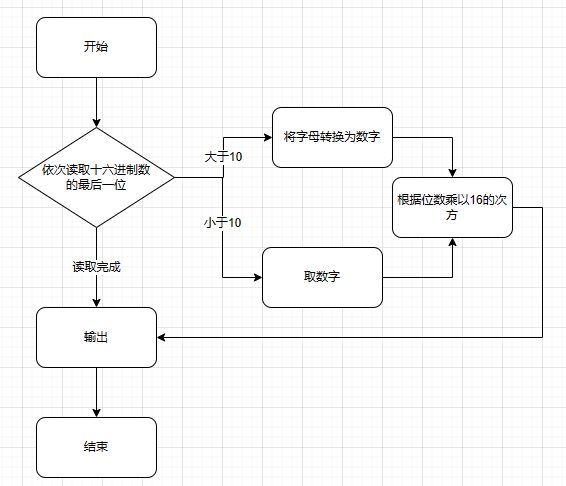 开始
依次读取十六进制数
的最后一位
大于10
将字母转换为数字
根据位数乘以16的次
方
小于10
取数字
读取完成
输出
结束